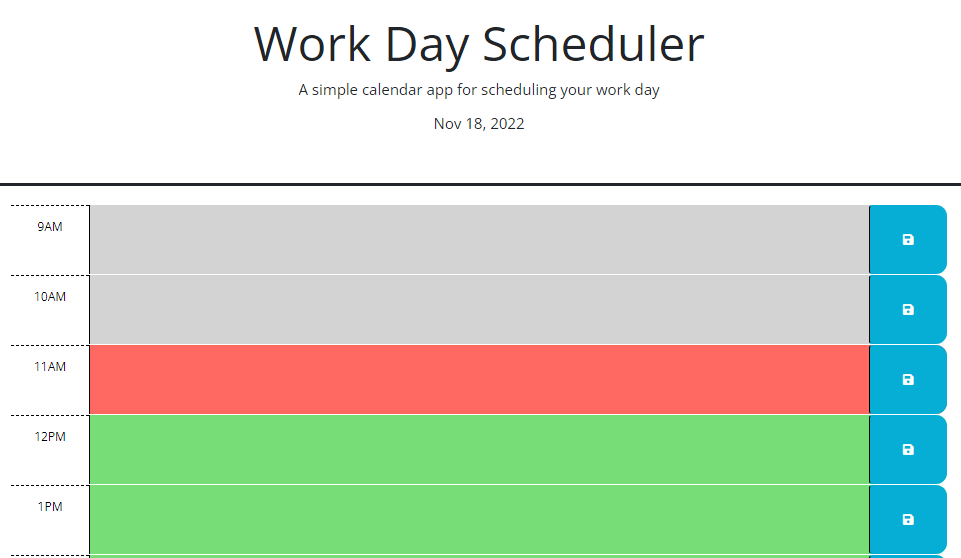 Work Day Scheduler
A simple calendar app for scheduling your work day
Nov 18, 2022
9AM
10AM
11AM
12PM
1PM